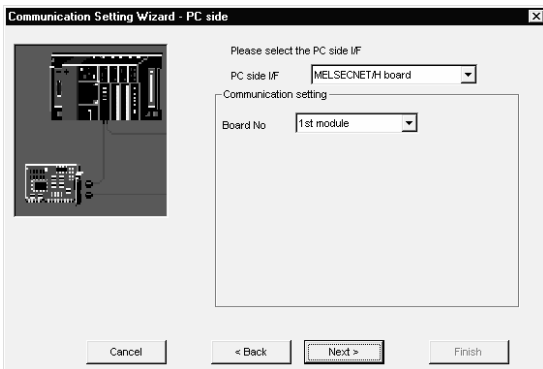 Communication Setting Wizard - PC side
Please select the PC side I/F
PC side I/F MELSECNET/H board
Communication setting
Board No 1st module
Cancel < Back Next > Finish